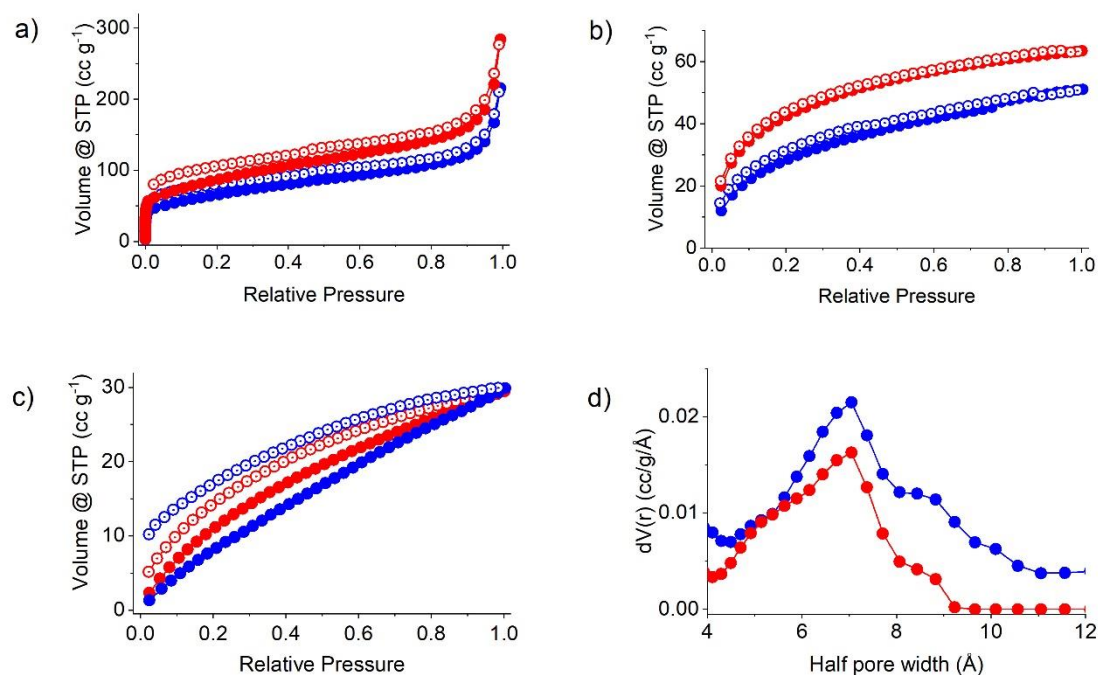 a)
Volume @ STP (cc g⁻¹)
300
200
100
0
0.0 0.2 0.4 0.6 0.8 1.0
Relative Pressure
b)
Volume @ STP (cc g⁻¹)
60
40
20
0
0.0 0.2 0.4 0.6 0.8 1.0
Relative Pressure
c)
Volume @ STP (cc g⁻¹)
30
20
10
0
0.0 0.2 0.4 0.6 0.8 1.0
Relative Pressure
d)
dV(r) (cc/g/Å)
0.02
0.01
0.00
4 6 8 10 12
Half pore width (Å)